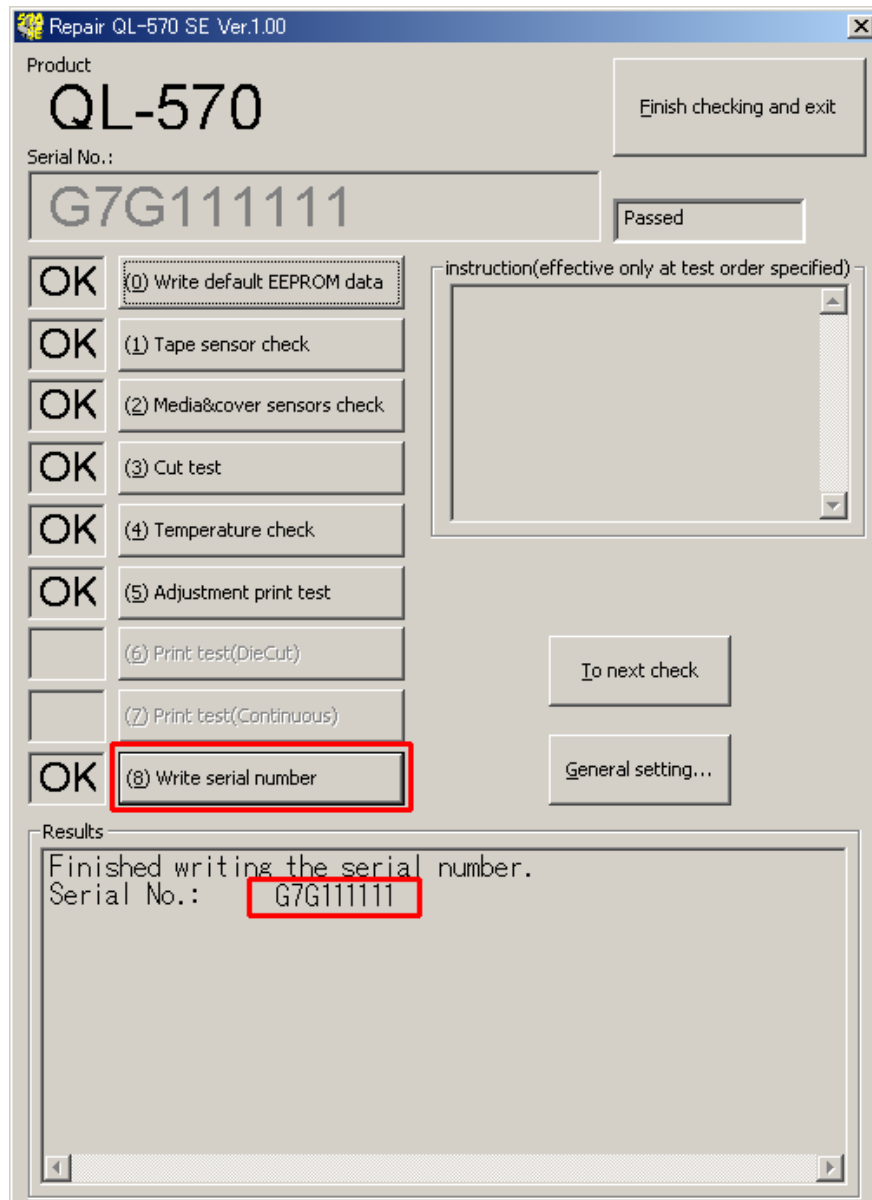 Repair QL-570 SE Ver.1.00
Product
QL-570
Finish checking and exit
Serial No.:
G7G111111
Passed
OK (0) Write default EEPROM data
instruction(effective only at test order specified)
OK (1) Tape sensor check
OK (2) Media&cover sensors check
OK (3) Cut test
OK (4) Temperature check
OK (5) Adjustment print test
(6) Print test(DieCut)
To next check
(7) Print test(Continuous)
OK (8) Write serial number
General setting...
Results
Finished writing the serial number.
Serial No.: G7G111111